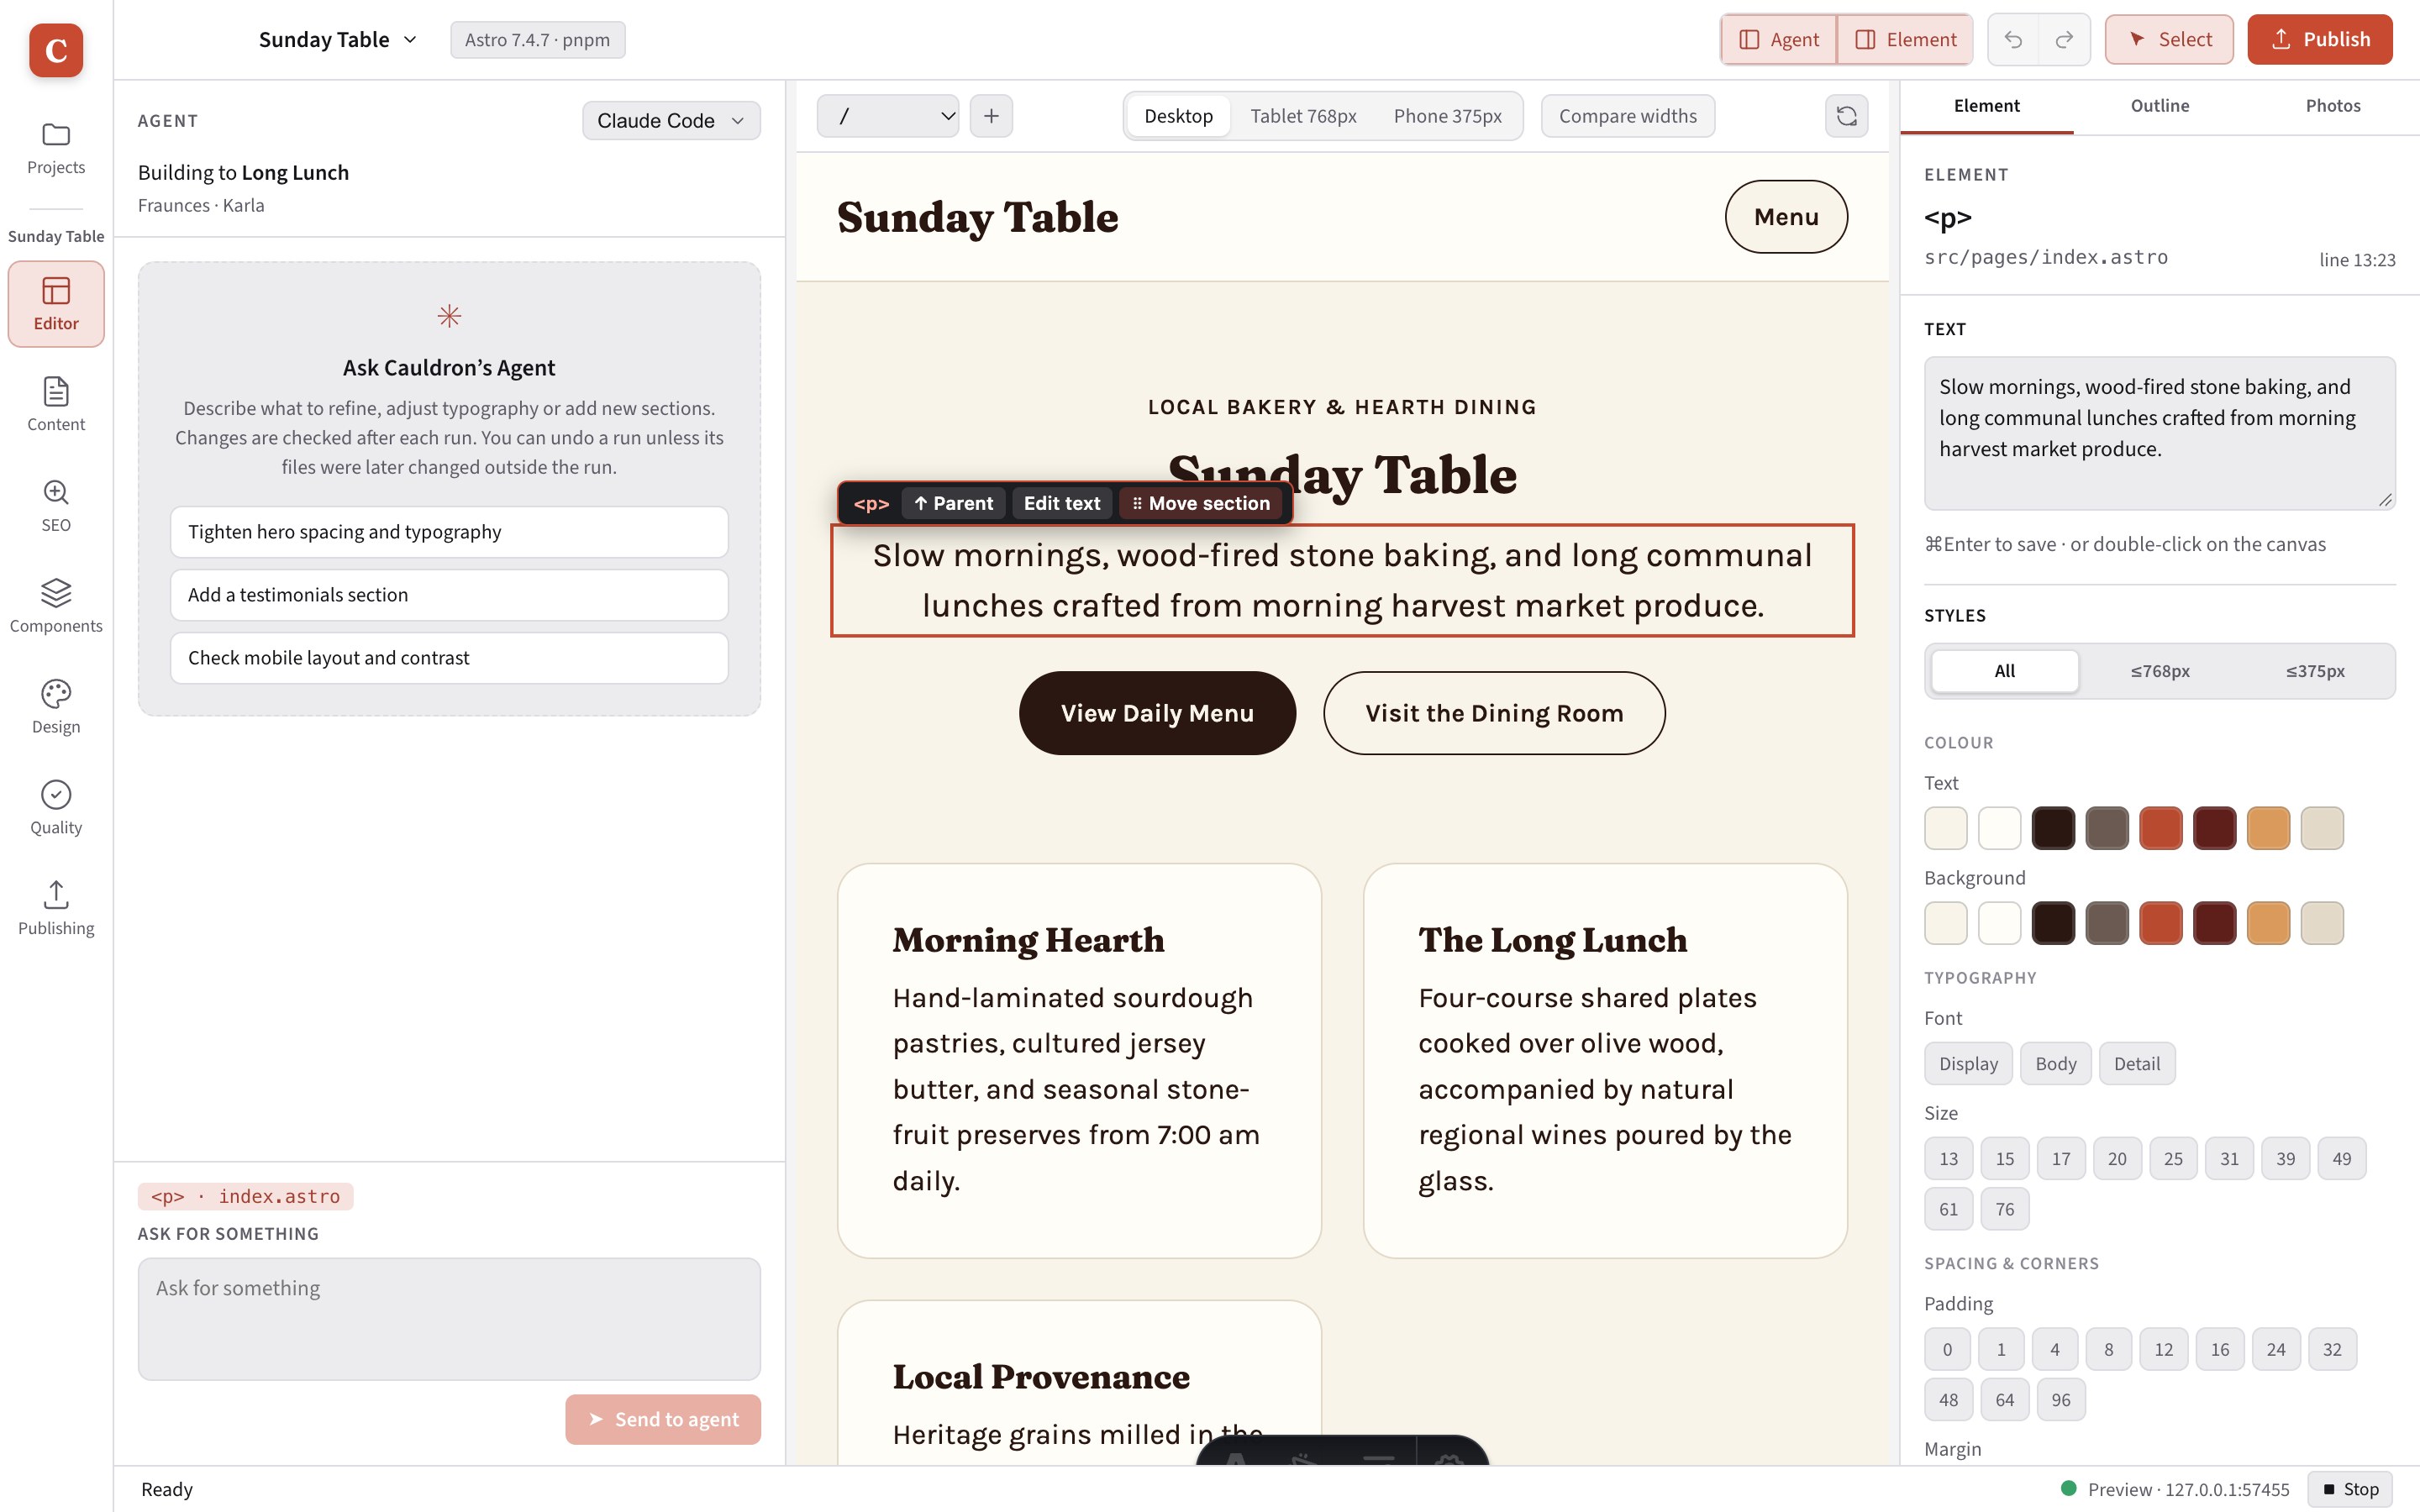 C
Sunday Table
Astro 7.4.7 · pnpm
Agent
Element
Select
Publish
Projects
Sunday Table
Editor
Content
SEO
Components
Design
Quality
Publishing
AGENT
Claude Code
Building to Long Lunch
Fraunces · Karla
Ask Cauldron’s Agent
Describe what to refine, adjust typography or add new sections.
Changes are checked after each run. You can undo a run unless its
files were later changed outside the run.
Tighten hero spacing and typography
Add a testimonials section
Check mobile layout and contrast
<p> · index.astro
ASK FOR SOMETHING
Ask for something
Send to agent
/
+
Desktop
Tablet 768px
Phone 375px
Compare widths
Sunday Table
Menu
LOCAL BAKERY & HEARTH DINING
Sunday Table
<p> ↑ Parent Edit text ⠿ Move section
Slow mornings, wood-fired stone baking, and long communal
lunches crafted from morning harvest market produce.
View Daily Menu
Visit the Dining Room
Morning Hearth
Hand-laminated sourdough
pastries, cultured jersey
butter, and seasonal stone-
fruit preserves from 7:00 am
daily.
The Long Lunch
Four-course shared plates
cooked over olive wood,
accompanied by natural
regional wines poured by the
glass.
Local Provenance
Heritage grains milled in the
Element
Outline
Photos
ELEMENT
<p>
src/pages/index.astro
line 13:23
TEXT
Slow mornings, wood-fired stone baking, and
long communal lunches crafted from morning
harvest market produce.
⌘Enter to save · or double-click on the canvas
STYLES
All
≤768px
≤375px
COLOUR
Text
Background
TYPOGRAPHY
Font
Display
Body
Detail
Size
13 15 17 20 25 31 39 49
61 76
SPACING & CORNERS
Padding
0 1 4 8 12 16 24 32
48 64 96
Margin
Ready
Preview · 127.0.0.1:57455
Stop